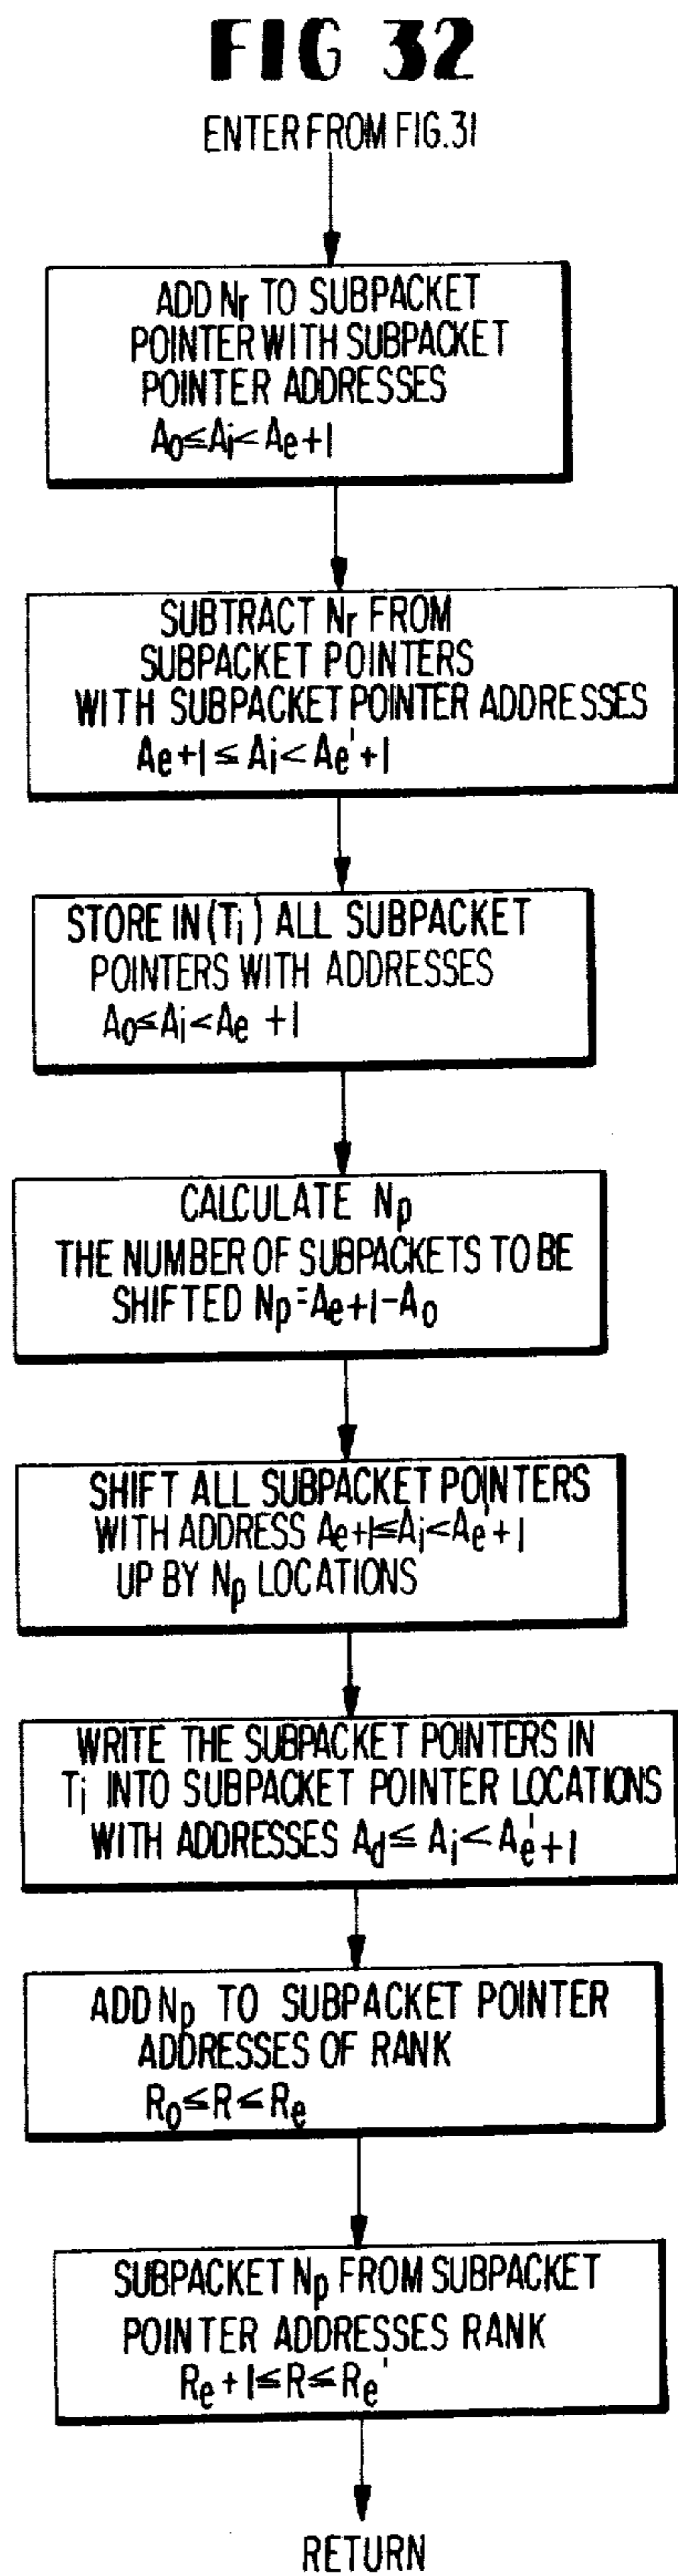 FIG 32
ENTER FROM FIG.31
ADD Nr TO SUBPACKET
POINTER WITH SUBPACKET
POINTER ADDRESSES
Ao≤Ai<Ae+1
SUBTRACT Nr FROM
SUBPACKET POINTERS
WITH SUBPACKET POINTER ADDRESSES
Ae+1≤Ai<Ae'+1
STORE IN (Ti) ALL SUBPACKET
POINTERS WITH ADDRESSES
Ao≤Ai<Ae +1
CALCULATE Np
THE NUMBER OF SUBPACKETS TO BE
SHIFTED Np=Ae+1-Ao
SHIFT ALL SUBPACKET POINTERS
WITH ADDRESS Ae+1≤Ai<Ae'+1
UP BY Np LOCATIONS
WRITE THE SUBPACKET POINTERS IN
Ti INTO SUBPACKET POINTER LOCATIONS
WITH ADDRESSES Ad≤Ai<Ae'+1
ADD Np TO SUBPACKET POINTER
ADDRESSES OF RANK
Ro≤R≤Re
SUBPACKET Np FROM SUBPACKET
POINTER ADDRESSES RANK
Re+1≤R≤Re'
RETURN